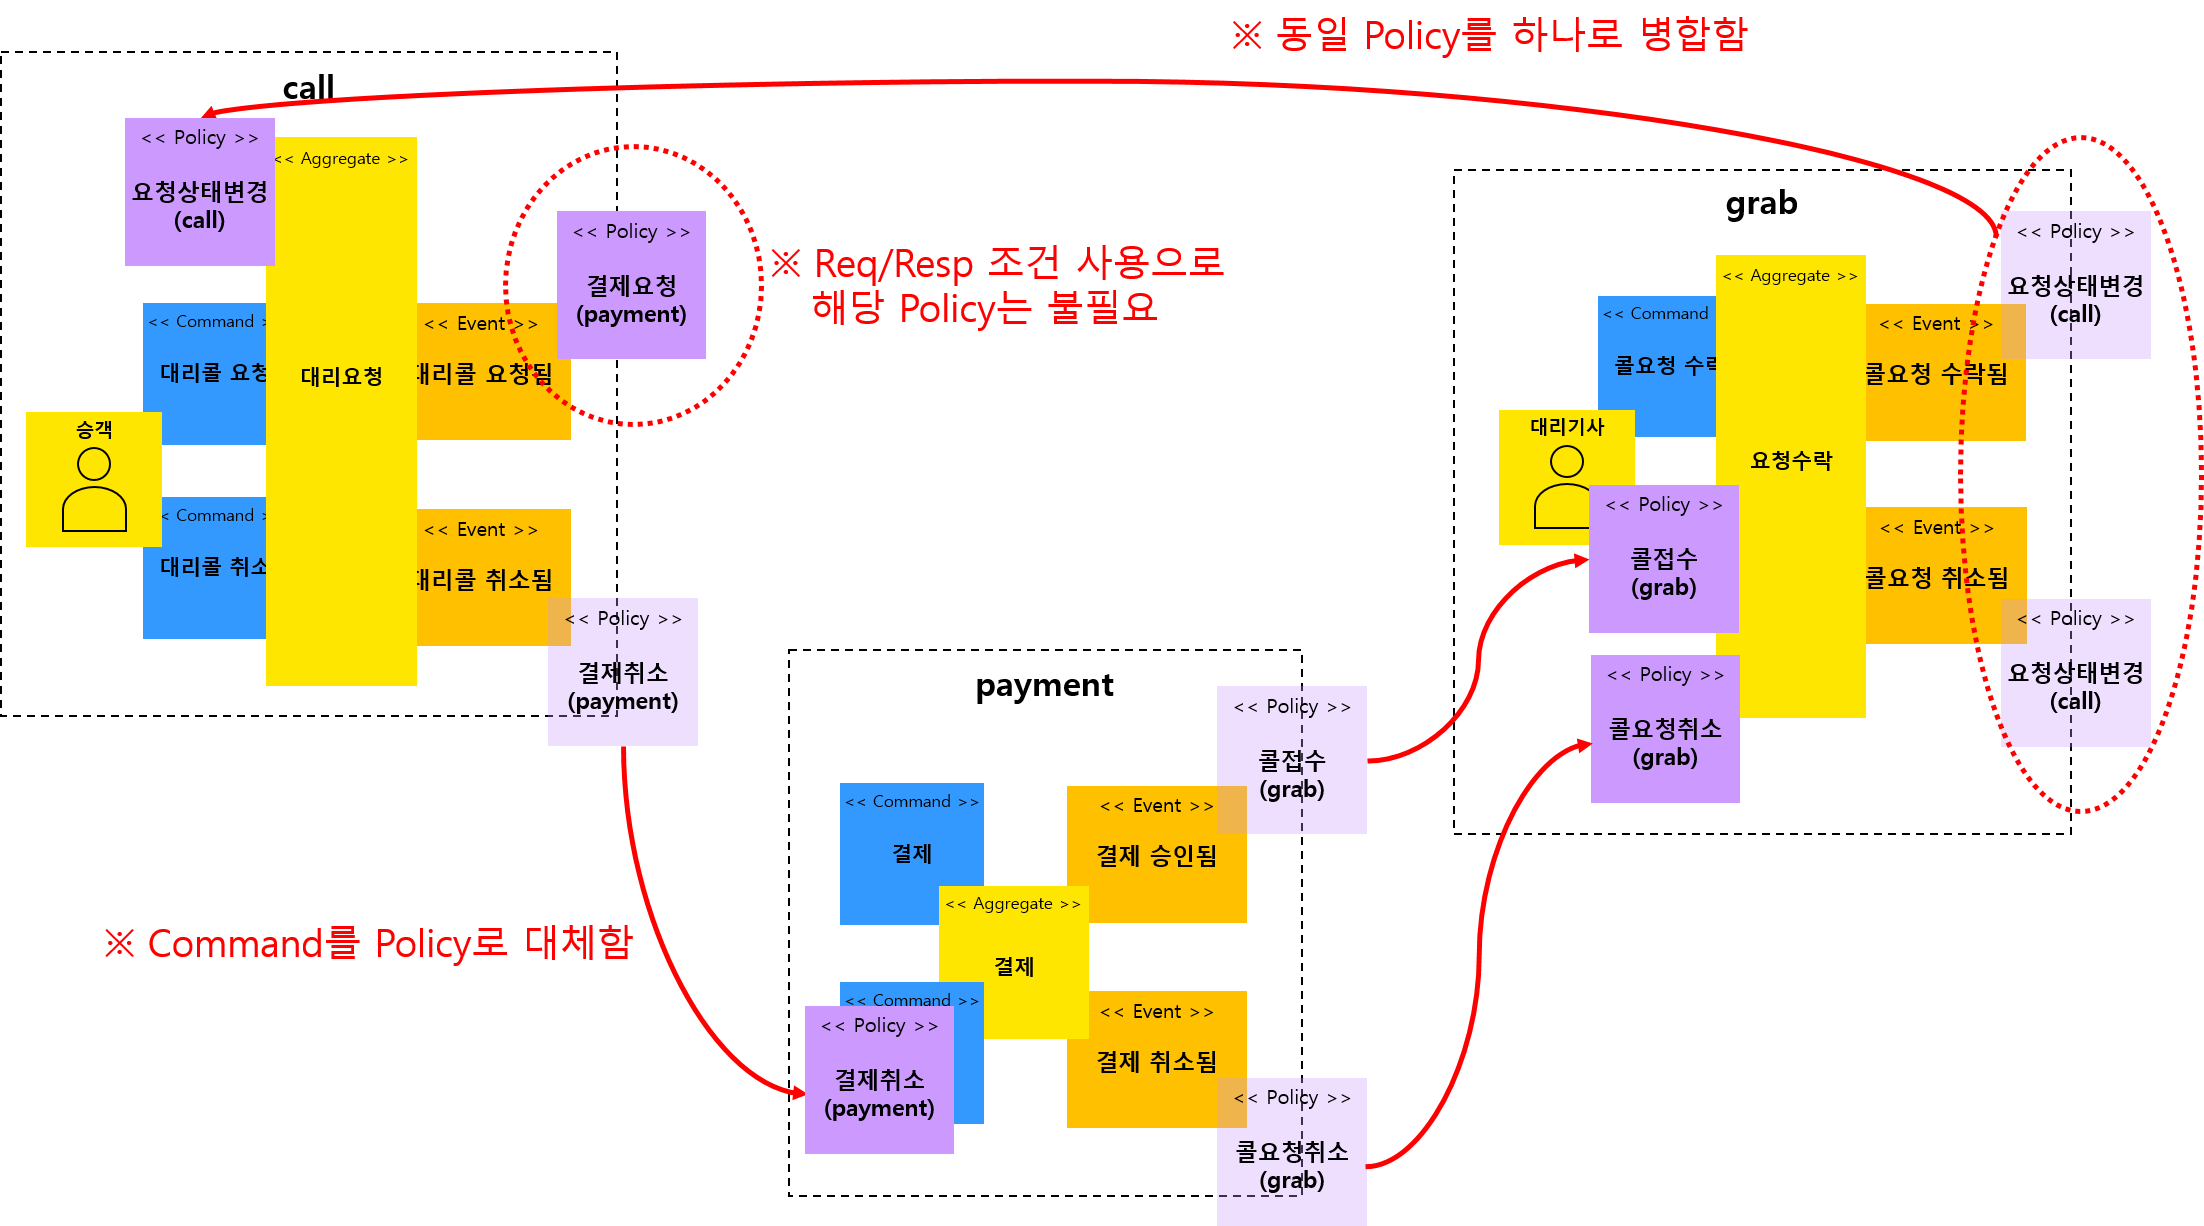 ※ 동일 Policy를 하나로 병합함
call
<< Policy >>
요청상태변경
(call)
<< Aggregate >>
대리요청
<< Policy >>
결제요청
(payment)
※ Req/Resp 조건 사용으로
해당 Policy는 불필요
<< Command >
대리콜 요청
<< Event >>
대리콜 요청됨
승객
< Command >
대리콜 취소
<< Event >>
대리콜 취소됨
<< Policy >>
결제취소
(payment)
※ Command를 Policy로 대체함
payment
<< Command >>
결제
<< Aggregate >>
결제
<< Event >>
결제 승인됨
<< Policy >>
콜접수
(grab)
<< Command >>
<< Policy >>
결제취소
(payment)
<< Event >>
결제 취소됨
<< Policy >>
콜요청취소
(grab)
grab
<< Aggregate >>
요청수락
<< Command
콜요청 수락
<< Event >>
콜요청 수락됨
<< Policy >>
요청상태변경
(call)
대리기사
<< Policy >>
콜접수
(grab)
<< Event >>
콜요청 취소됨
<< Policy >>
요청상태변경
(call)
<< Policy >>
콜요청취소
(grab)